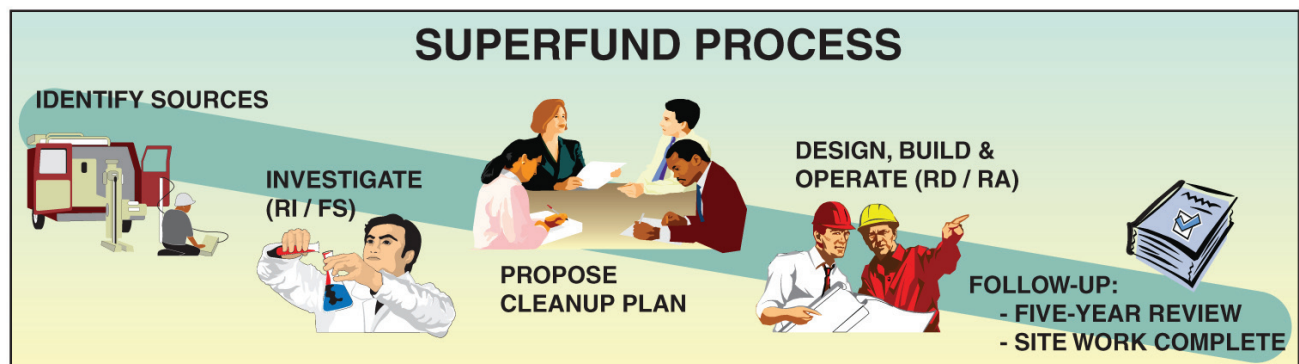 SUPERFUND PROCESS
IDENTIFY SOURCES
INVESTIGATE
(RI / FS)
PROPOSE
CLEANUP PLAN
DESIGN, BUILD &
OPERATE (RD / RA)
FOLLOW-UP:
- FIVE-YEAR REVIEW
- SITE WORK COMPLETE